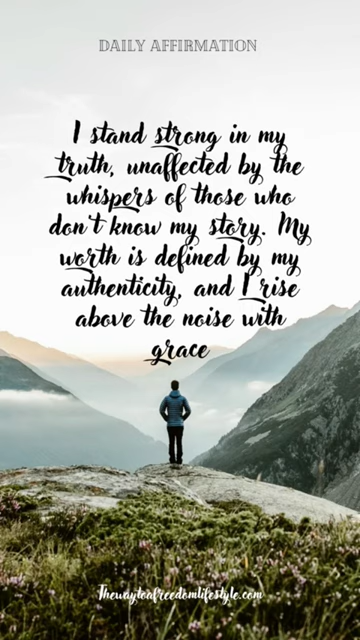 DAILY AFFIRMATION
I stand strong in my
truth, unaffected by the
whispers of those who
don't know my story. My
worth is defined by my
authenticity, and I rise
above the noise with
grace
Thewaytoafreedomlifestyle.com